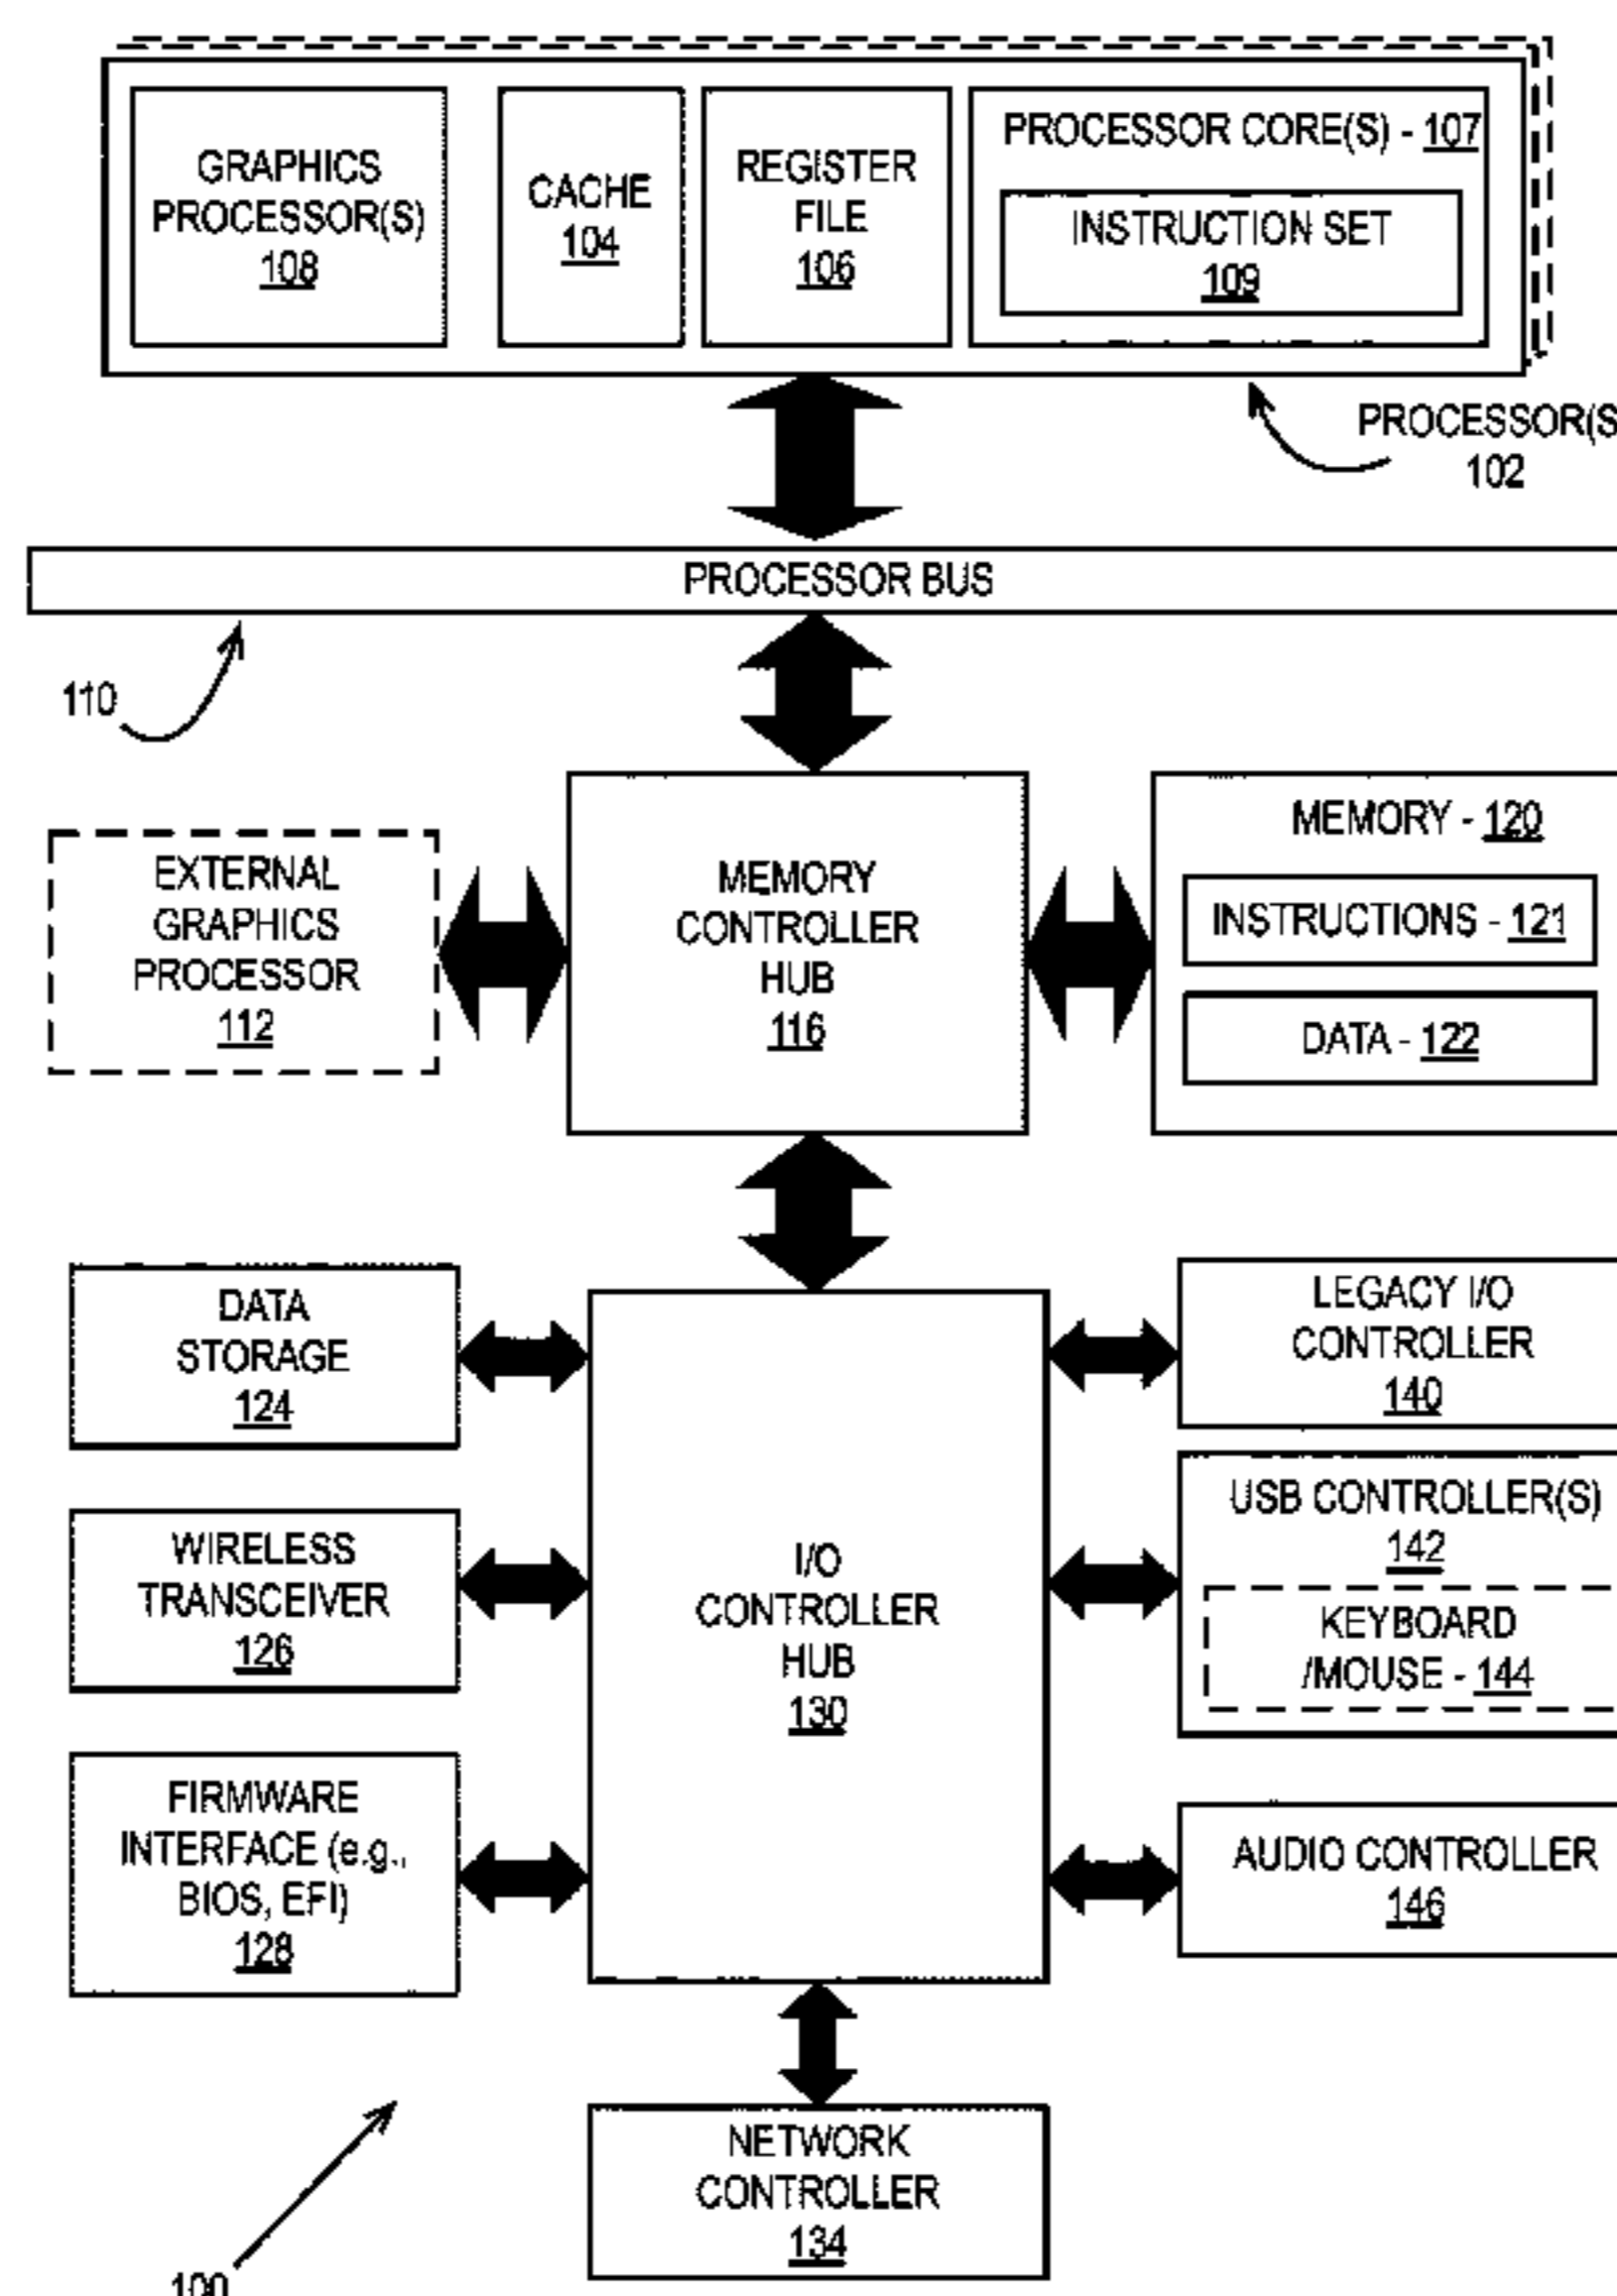 GRAPHICS
PROCESSOR(S)
108
CACHE
104
REGISTER
FILE
106
PROCESSOR CORE(S) - 107
INSTRUCTION SET
109
PROCESSOR(S
102
PROCESSOR BUS
110
EXTERNAL
GRAPHICS
PROCESSOR
112
MEMORY
CONTROLLER
HUB
116
MEMORY - 120
INSTRUCTIONS - 121
DATA - 122
DATA
STORAGE
124
WIRELESS
TRANSCEIVER
126
FIRMWARE
INTERFACE (e.g.,
BIOS, EFI)
128
I/O
CONTROLLER
HUB
130
LEGACY I/O
CONTROLLER
140
USB CONTROLLER(S)
142
KEYBOARD
/MOUSE - 144
AUDIO CONTROLLER
146
NETWORK
CONTROLLER
134
100